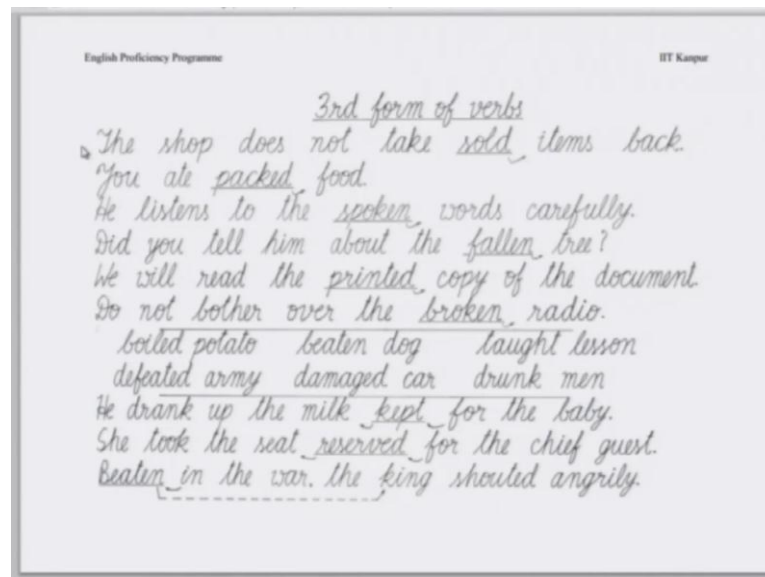 English Proficiency Programme IIT Kanpur
3rd form of verbs
The shop does not take sold items back.
You ate packed food.
He listens to the spoken words carefully.
Did you tell him about the fallen tree?
We will read the printed copy of the document.
Do not bother over the broken radio.
boiled potato beaten dog taught lesson
defeated army damaged car drunk men
He drank up the milk kept for the baby.
She took the seat reserved for the chief guest.
Beaten in the war, the king shouted angrily.